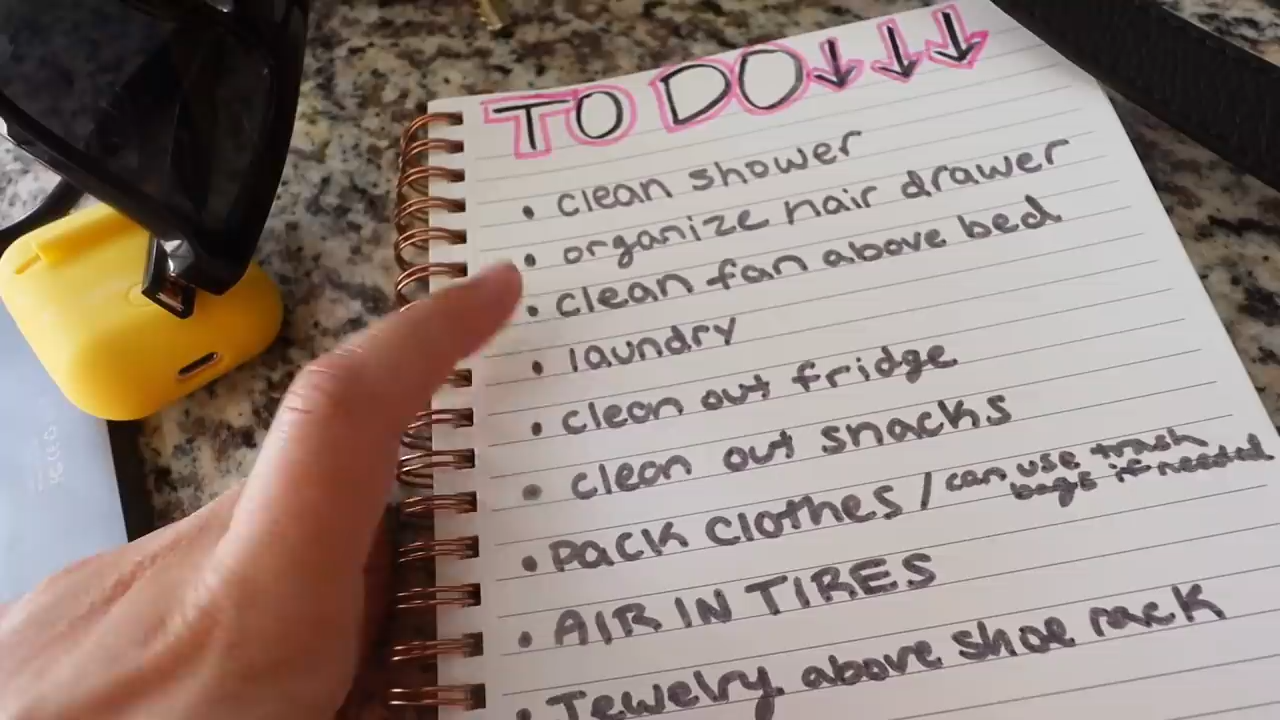 TO DO↓↓↓
• clean shower
• organize hair drawer
• clean fan above bed
• laundry
• clean out fridge
• clean out snacks
• PACK Clothes / can use trash
bags if needed
• AIR IN TIRES
• Jewelry above shoe rack